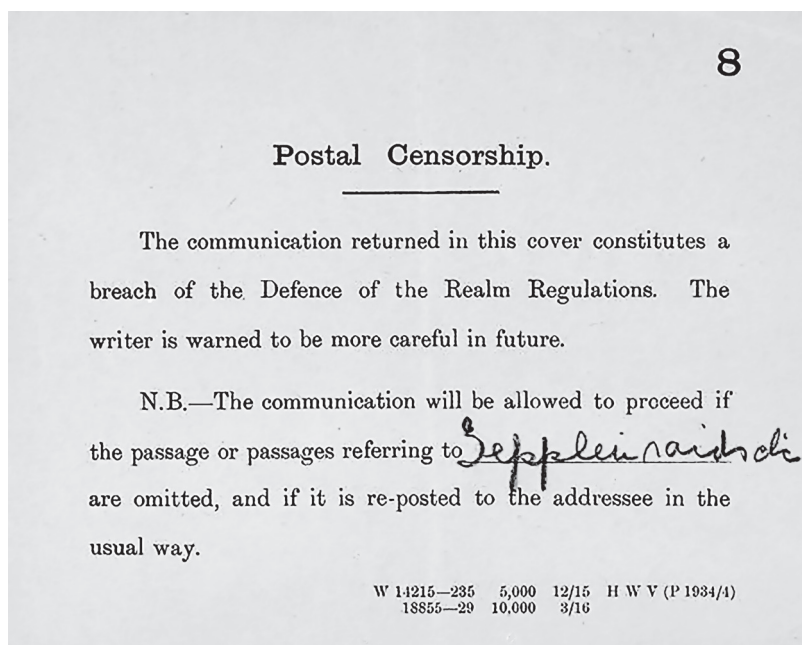 8
Postal Censorship.
The communication returned in this cover constitutes a
breach of the Defence of the Realm Regulations. The
writer is warned to be more careful in future.
N.B.—The communication will be allowed to proceed if
the passage or passages referring to Zepplein raids &c
are omitted, and if it is re-posted to the addressee in the
usual way.
W 14215—235 5,000 12/15 H W V (P 1934/4)
18855—29 10,000 3/16